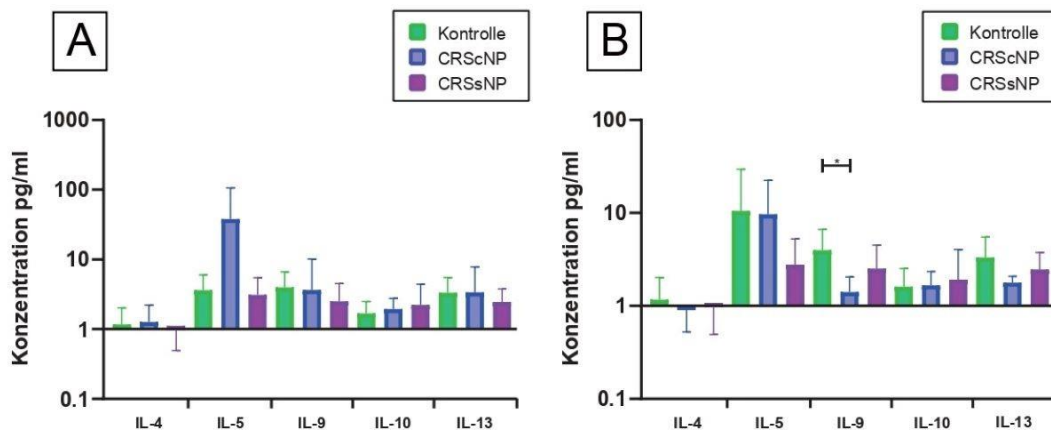 A
Kontrolle
CRScNP
CRSsNP
Konzentration pg/ml
1000
100
10
1
0.1
IL-4 IL-5 IL-9 IL-10 IL-13
B
Kontrolle
CRScNP
CRSsNP
Konzentration pg/ml
100
10
1
0.1
*
IL-4 IL-5 IL-9 IL-10 IL-13